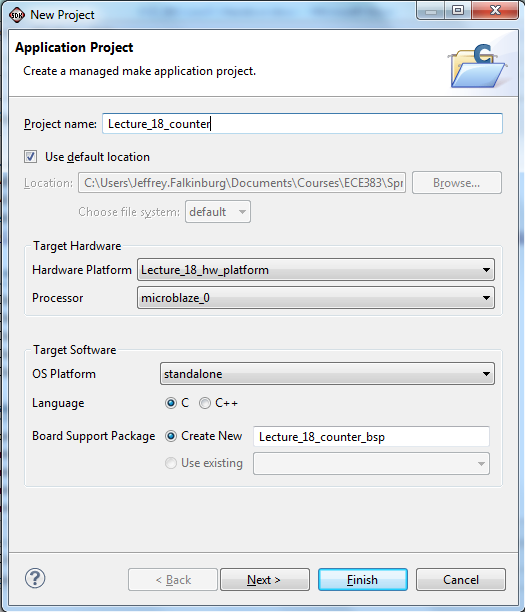 SDK New Project
Application Project
Create a managed make application project.
C
Project name: Lecture_18_counter
Use default location
Location: C:\Users\Jeffrey.Falkinburg\Documents\Courses\ECE383\Spr Browse...
Choose file system: default
Target Hardware
Hardware Platform Lecture_18_hw_platform
Processor microblaze_0
Target Software
OS Platform standalone
Language C C++
Board Support Package Create New Lecture_18_counter_bsp
Use existing
? < Back Next > Finish Cancel